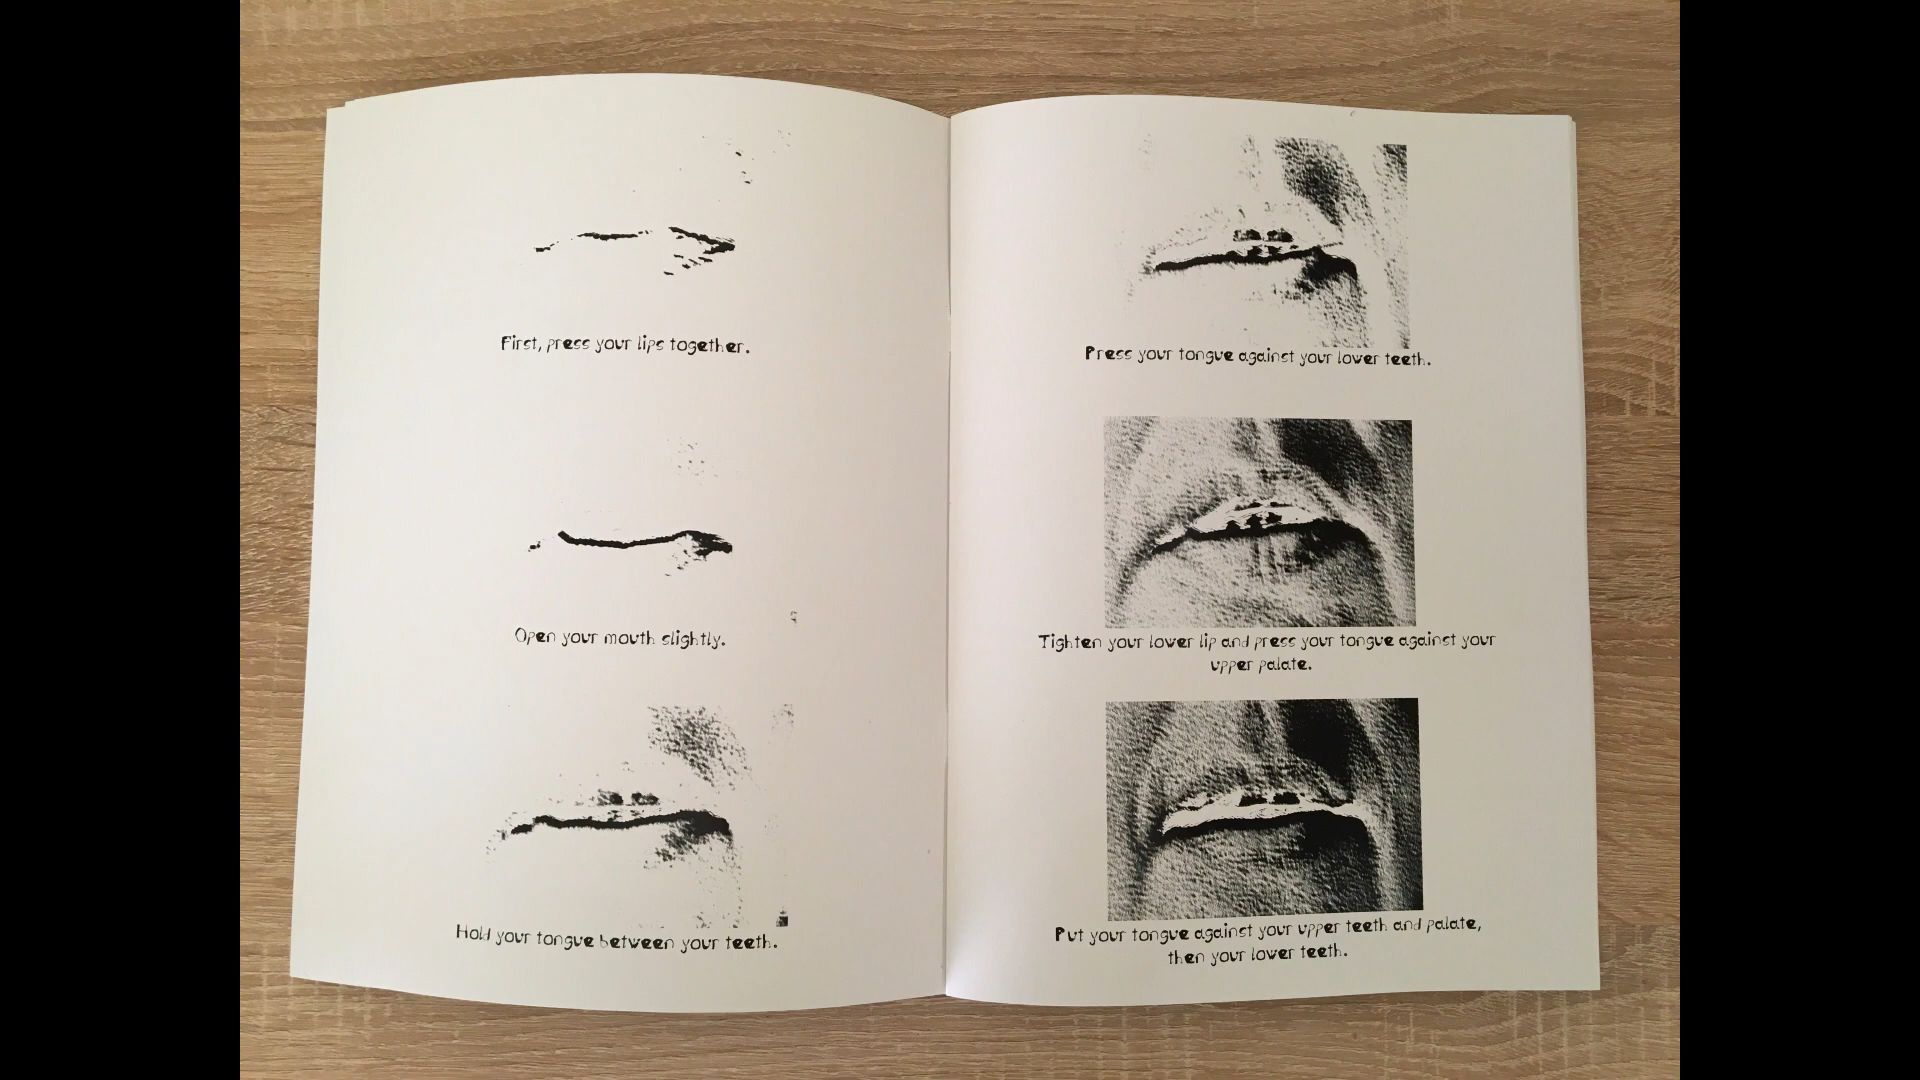 First, press your lips together.
Open your mouth slightly.
Hold your tongue between your teeth.
Press your tongue against your lower teeth.
Tighten your lower lip and press your tongue against your
upper palate.
Put your tongue against your upper teeth and palate,
then your lower teeth.